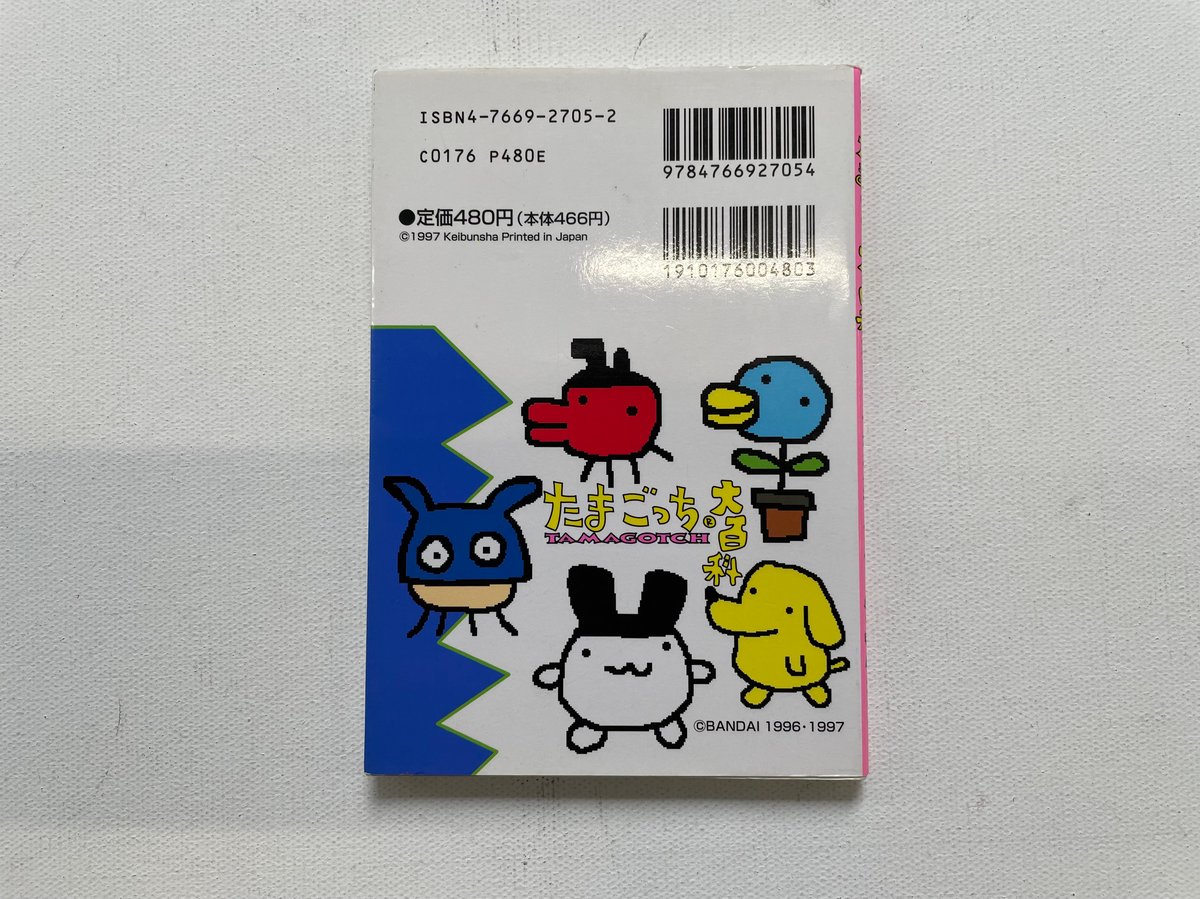 ISBN4-7669-2705-2
C0176 P480E
9784766927054
●定価480円(本体466円)
©1997 Keibunsha Printed in Japan
1910176004803
たまごっち®大百科
TAMAGOTCH
©BANDAI 1996・1997